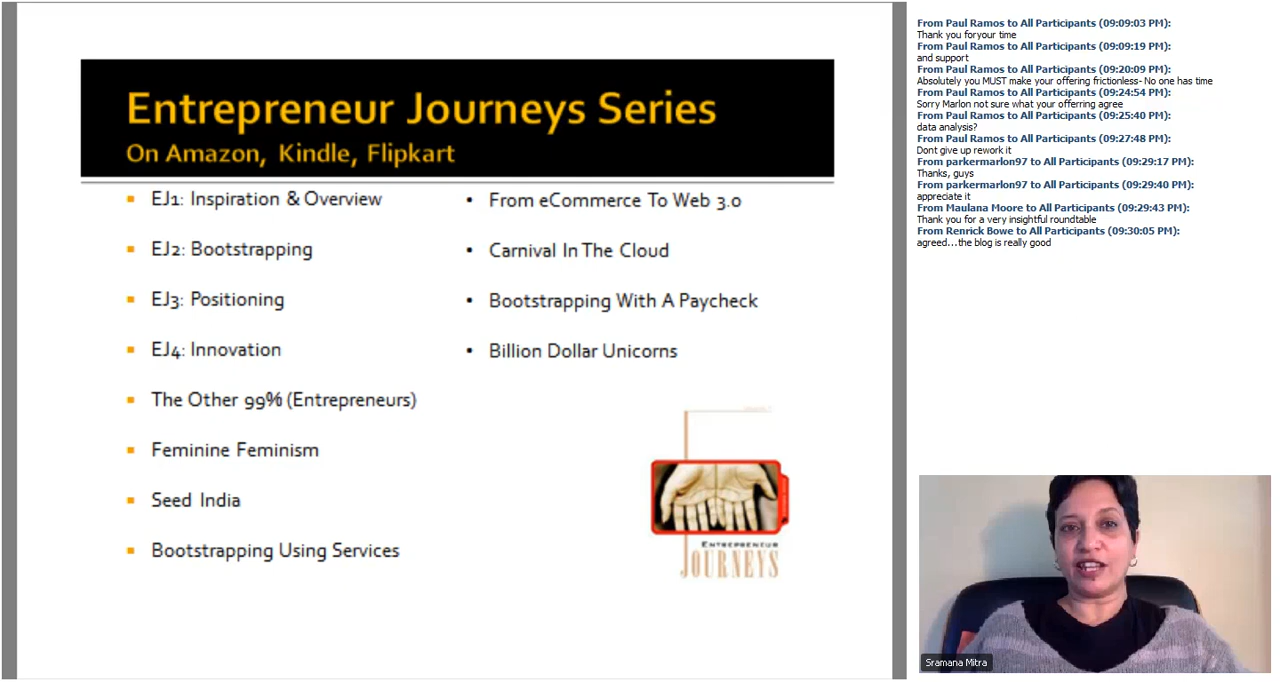 Entrepreneur Journeys Series
On Amazon, Kindle, Flipkart
EJ1: Inspiration & Overview
EJ2: Bootstrapping
EJ3: Positioning
EJ4: Innovation
The Other 99% (Entrepreneurs)
Feminine Feminism
Seed India
Bootstrapping Using Services
From eCommerce To Web 3.0
Carnival In The Cloud
Bootstrapping With A Paycheck
Billion Dollar Unicorns
ENTREPRENEUR
JOURNEYS
From Paul Ramos to All Participants (09:09:03 PM):
Thank you foryour time
From Paul Ramos to All Participants (09:09:19 PM):
and support
From Paul Ramos to All Participants (09:20:09 PM):
Absolutely you MUST make your offering frictionless- No one has time
From Paul Ramos to All Participants (09:24:54 PM):
Sorry Marlon not sure what your offerring agree
From Paul Ramos to All Participants (09:25:40 PM):
data analysis?
From Paul Ramos to All Participants (09:27:48 PM):
Dont give up rework it
From parkermarlon97 to All Participants (09:29:17 PM):
Thanks, guys
From parkermarlon97 to All Participants (09:29:40 PM):
appreciate it
From Maulana Moore to All Participants (09:29:43 PM):
Thank you for a very insightful roundtable
From Renrick Bowe to All Participants (09:30:05 PM):
agreed...the blog is really good
Sramana Mitra